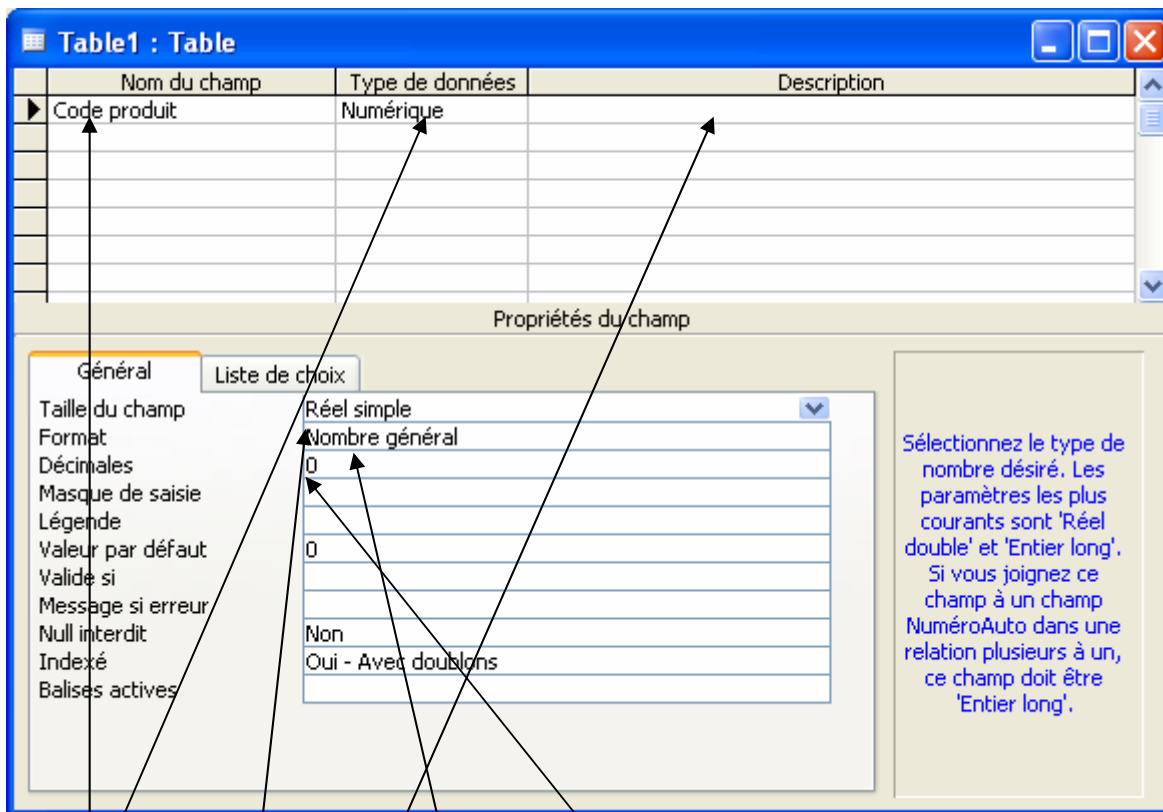 Table1 : Table
Nom du champ Type de données Description
Code produit Numérique
Propriétés du champ
Général Liste de choix
Taille du champ Réel simple
Format Nombre général
Décimales 0
Masque de saisie
Légende
Valeur par défaut 0
Valide si
Message si erreur
Null interdit Non
Indexé Oui - Avec doublons
Balises actives
Sélectionnez le type de
nombre désiré. Les
paramètres les plus
courants sont 'Réel
double' et 'Entier long'.
Si vous joignez ce
champ à un champ
NuméroAuto dans une
relation plusieurs à un,
ce champ doit être
'Entier long'.